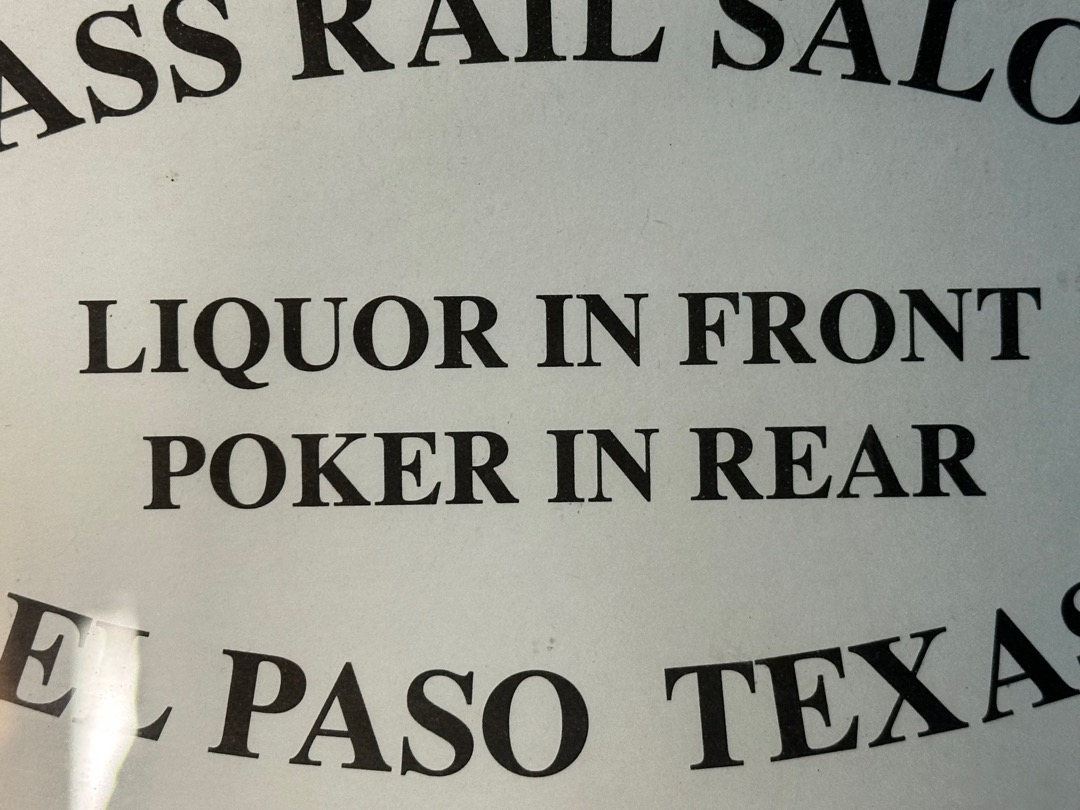 ASS RAIL SALO
LIQUOR IN FRONT
POKER IN REAR
EL PASO TEXAS